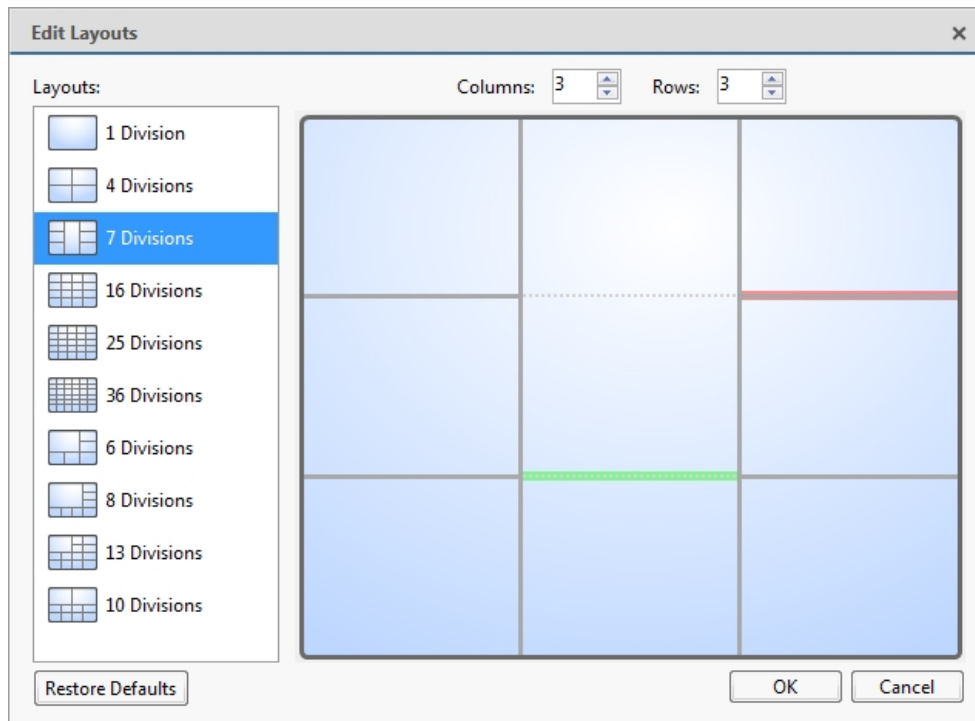 Edit Layouts
Layouts:
Columns: 3 Rows: 3
1 Division
4 Divisions
7 Divisions
16 Divisions
25 Divisions
36 Divisions
6 Divisions
8 Divisions
13 Divisions
10 Divisions
Restore Defaults
OK Cancel